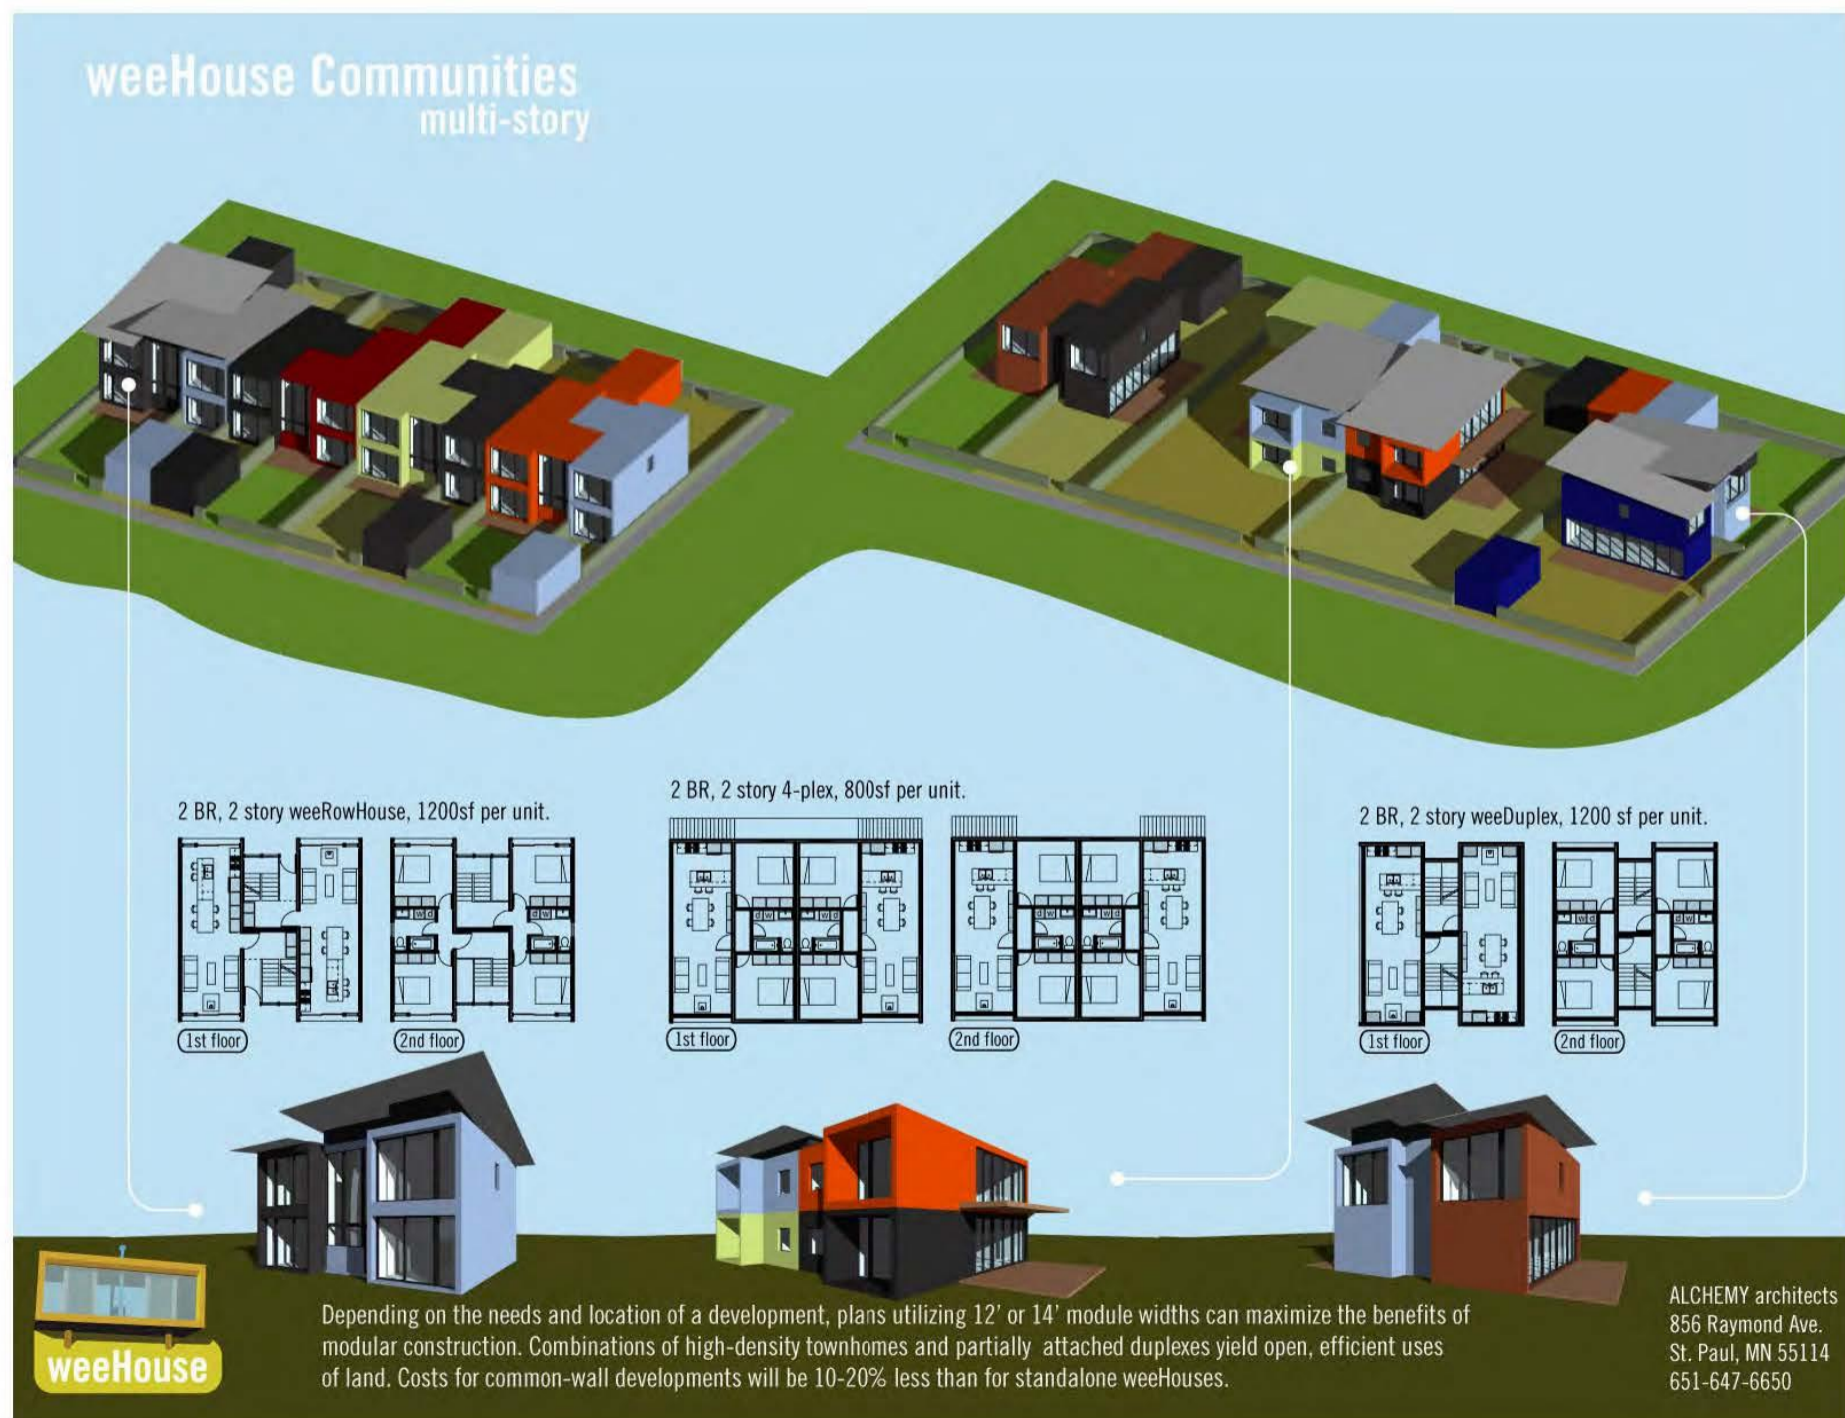 weeHouse Communities
multi-story
2 BR, 2 story weeRowHouse, 1200sf per unit.
2 BR, 2 story 4-plex, 800sf per unit.
2 BR, 2 story weeDuplex, 1200 sf per unit.
1st floor
2nd floor
1st floor
2nd floor
1st floor
2nd floor
weeHouse
Depending on the needs and location of a development, plans utilizing 12' or 14' module widths can maximize the benefits of
modular construction. Combinations of high-density townhomes and partially attached duplexes yield open, efficient uses
of land. Costs for common-wall developments will be 10-20% less than for standalone weeHouses.
ALCHEMY architects
856 Raymond Ave.
St. Paul, MN 55114
651-647-6650